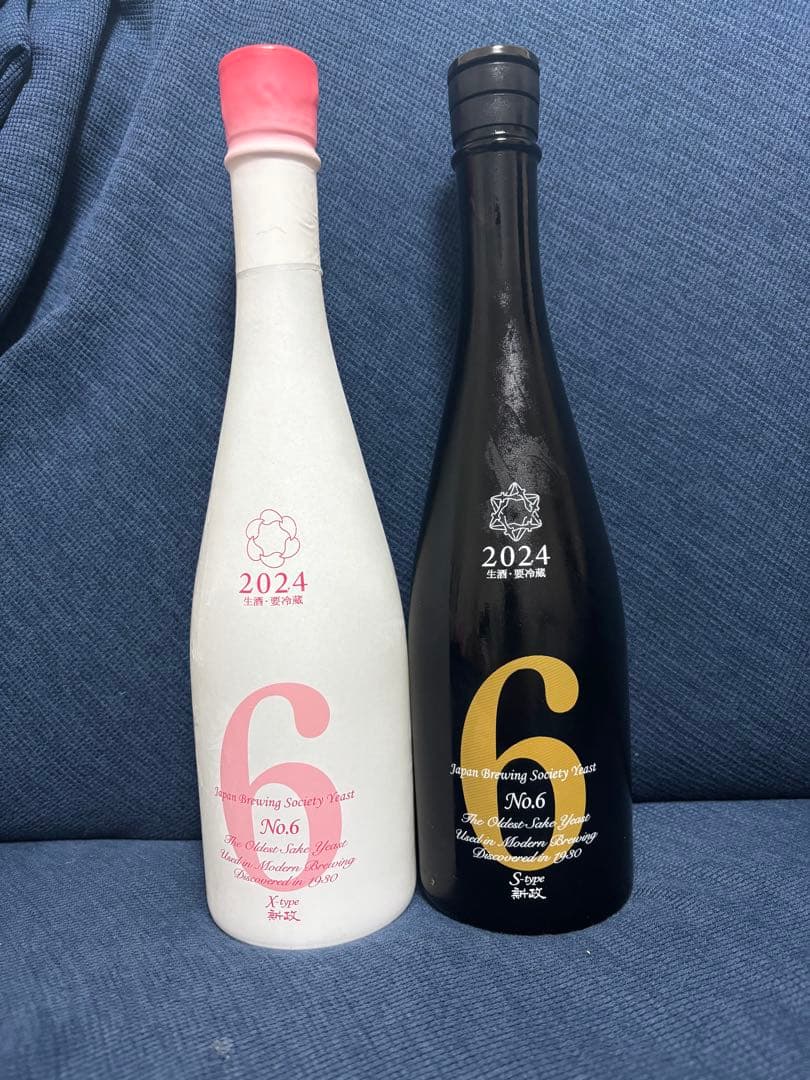 2024
生酒・要冷蔵
6
Japan Brewing Society Yeast
No.6
The Oldest Sake Yeast
Used in Modern Brewing
Discovered in 1930
X-type
新政
2024
生酒・要冷蔵
6
Japan Brewing Society Yeast
No.6
The Oldest Sake Yeast
Used in Modern Brewing
Discovered in 1930
S-type
新政